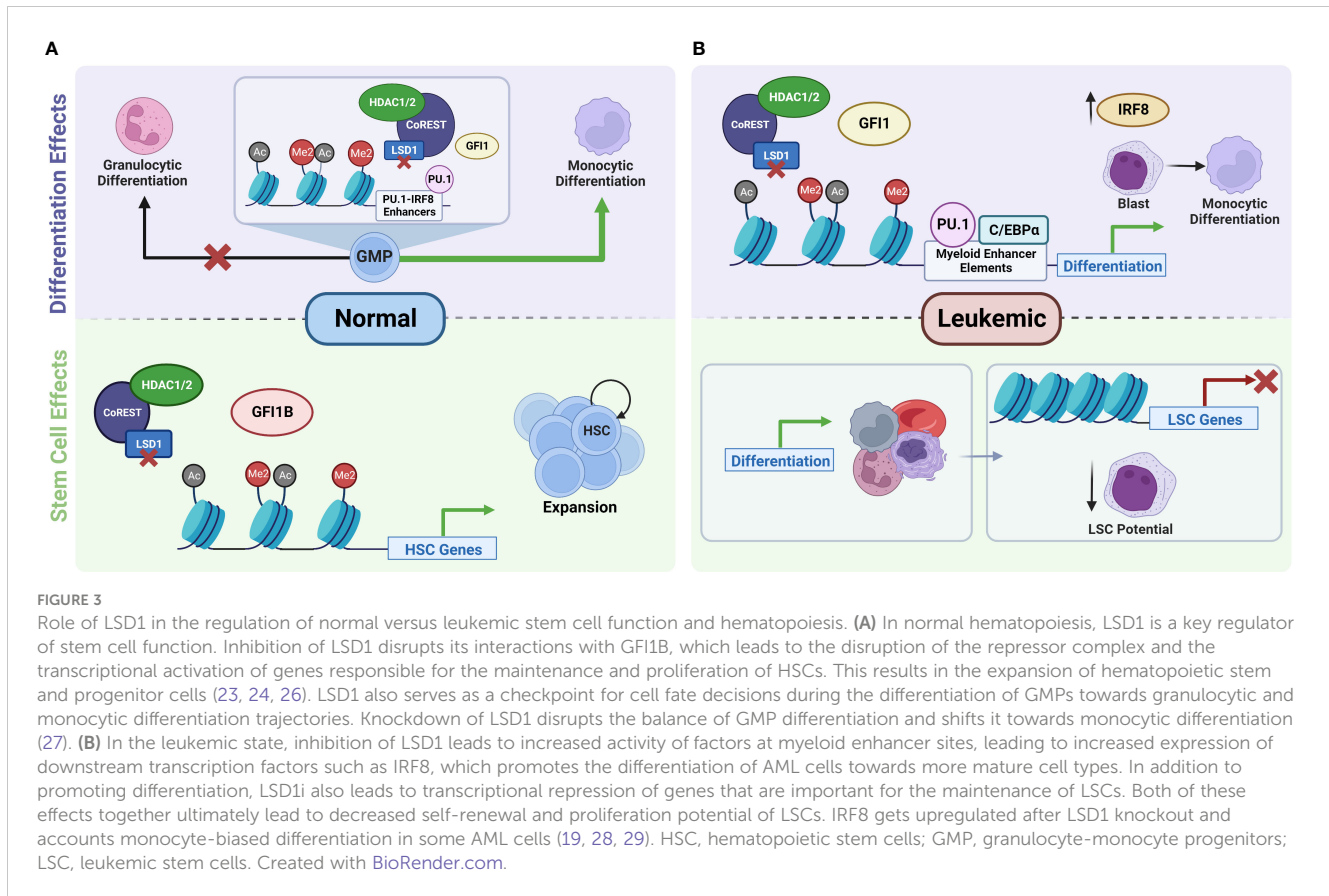 A
Differentiation Effects
Granulocytic
Differentiation
HDAC1/2
CoREST
LSD1
GFI1
Ac
Me2
Ac
Me2
PU.1
PU.1-IRF8
Enhancers
Monocytic
Differentiation
GMP
Normal
Stem Cell Effects
HDAC1/2
CoREST
GFI1B
LSD1
Ac
Me2
Ac
Me2
HSC Genes
HSC
Expansion
B
HDAC1/2
CoREST
GFI1
LSD1
Ac
Me2
Ac
Me2
PU.1
C/EBPα
Myeloid Enhancer
Elements
Differentiation
IRF8
Blast
Monocytic
Differentiation
Leukemic
Differentiation
LSC Genes
LSC Potential
FIGURE 3
Role of LSD1 in the regulation of normal versus leukemic stem cell function and hematopoiesis. (A) In normal hematopoiesis, LSD1 is a key regulator
of stem cell function. Inhibition of LSD1 disrupts its interactions with GFI1B, which leads to the disruption of the repressor complex and the
transcriptional activation of genes responsible for the maintenance and proliferation of HSCs. This results in the expansion of hematopoietic stem
and progenitor cells (23, 24, 26). LSD1 also serves as a checkpoint for cell fate decisions during the differentiation of GMPs towards granulocytic and
monocytic differentiation trajectories. Knockdown of LSD1 disrupts the balance of GMP differentiation and shifts it towards monocytic differentiation
(27). (B) In the leukemic state, inhibition of LSD1 leads to increased activity of factors at myeloid enhancer sites, leading to increased expression of
downstream transcription factors such as IRF8, which promotes the differentiation of AML cells towards more mature cell types. In addition to
promoting differentiation, LSD1i also leads to transcriptional repression of genes that are important for the maintenance of LSCs. Both of these
effects together ultimately lead to decreased self-renewal and proliferation potential of LSCs. IRF8 gets upregulated after LSD1 knockout and
accounts monocyte-biased differentiation in some AML cells (19, 28, 29). HSC, hematopoietic stem cells; GMP, granulocyte-monocyte progenitors;
LSC, leukemic stem cells. Created with BioRender.com.